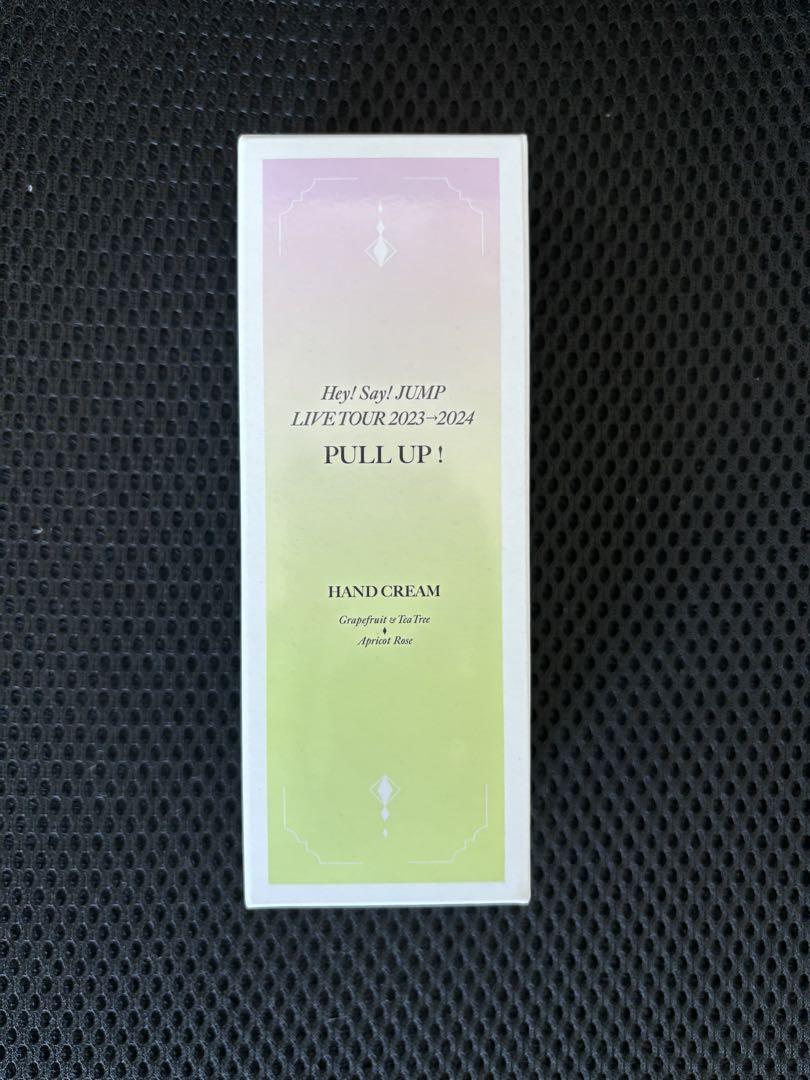 Hey! Say! JUMP
LIVE TOUR 2023→2024
PULL UP !
HAND CREAM
Grapefruit & Tea Tree
Apricot Rose